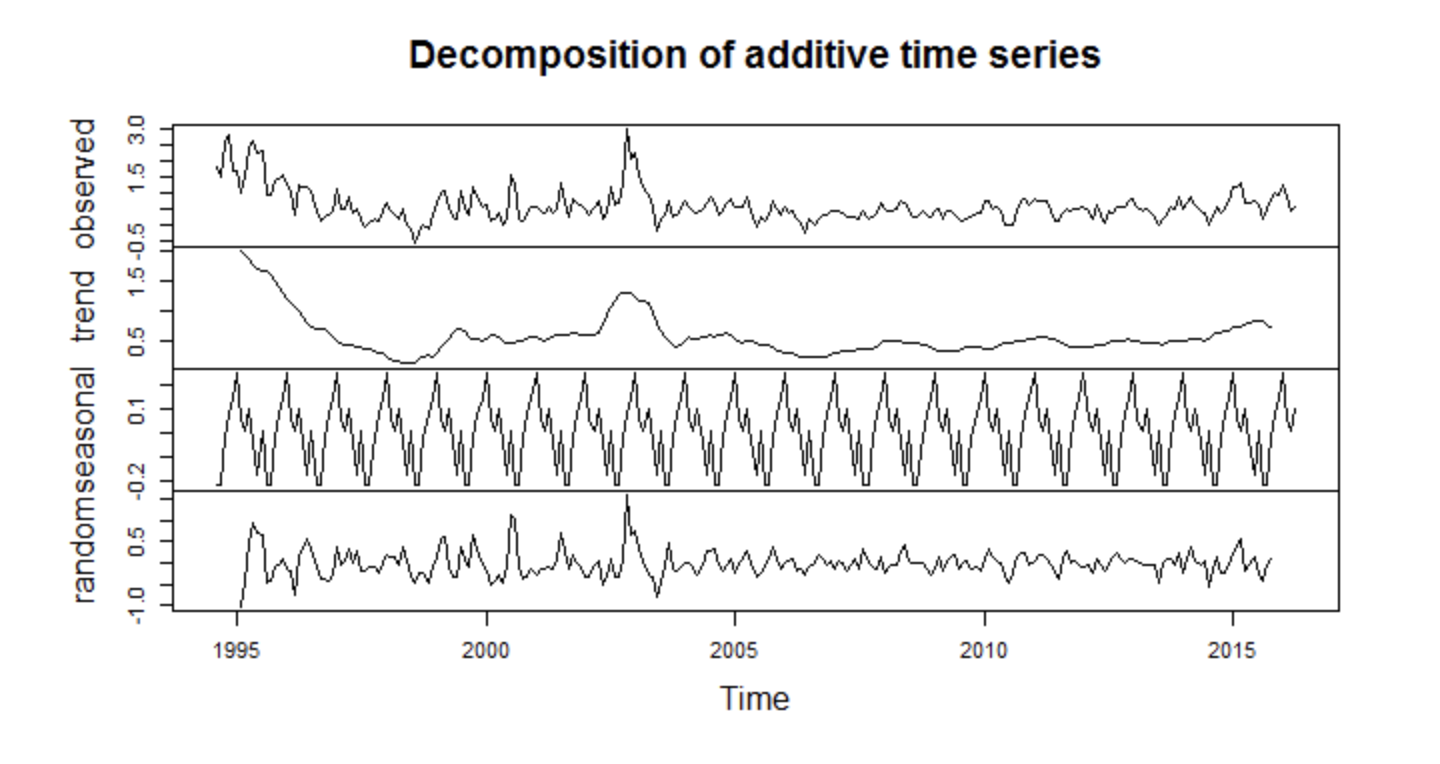 Decomposition of additive time series
observed
3.0
1.5
-0.5
trend
1.5
0.5
seasonal
0.1
-0.2
random
0.5
-1.0
1995 2000 2005 2010 2015
Time